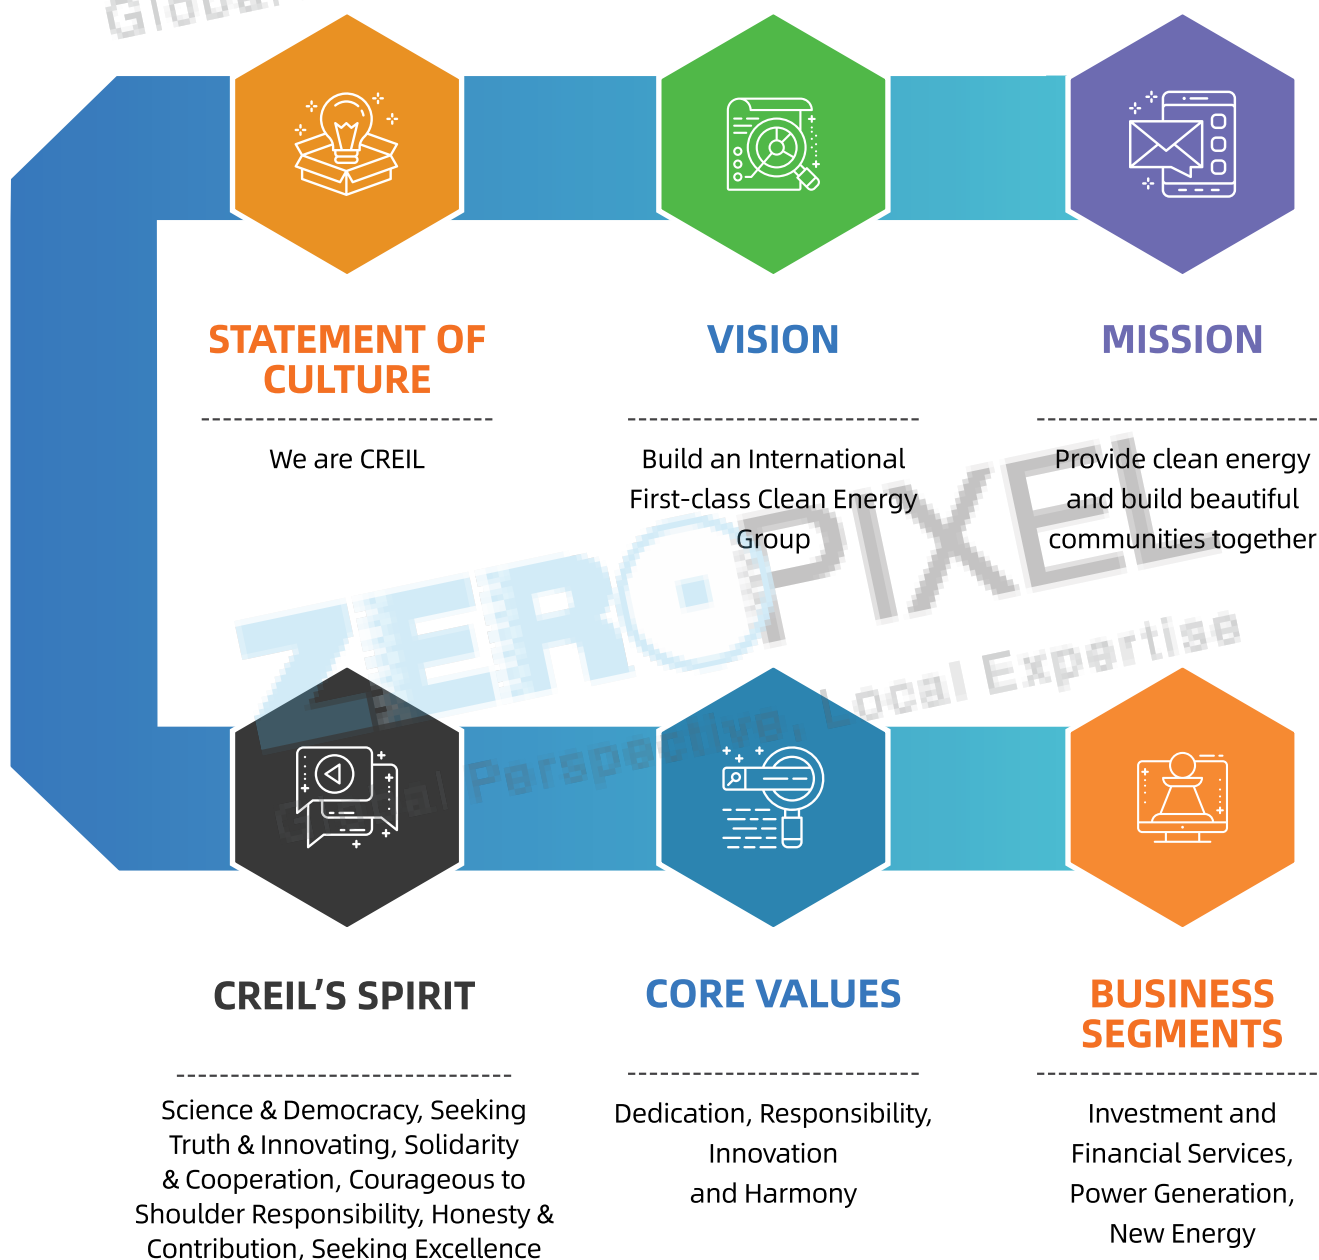 Global
STATEMENT OF
CULTURE
VISION
MISSION
We are CREIL
Build an International
First-class Clean Energy
Group
Provide clean energy
and build beautiful
communities together
ZEROPIXEL
Global Perspective, Local Expertise
CREIL’S SPIRIT
CORE VALUES
BUSINESS
SEGMENTS
Science & Democracy, Seeking
Truth & Innovating, Solidarity
& Cooperation, Courageous to
Shoulder Responsibility, Honesty &
Contribution, Seeking Excellence
Dedication, Responsibility,
Innovation
and Harmony
Investment and
Financial Services,
Power Generation,
New Energy